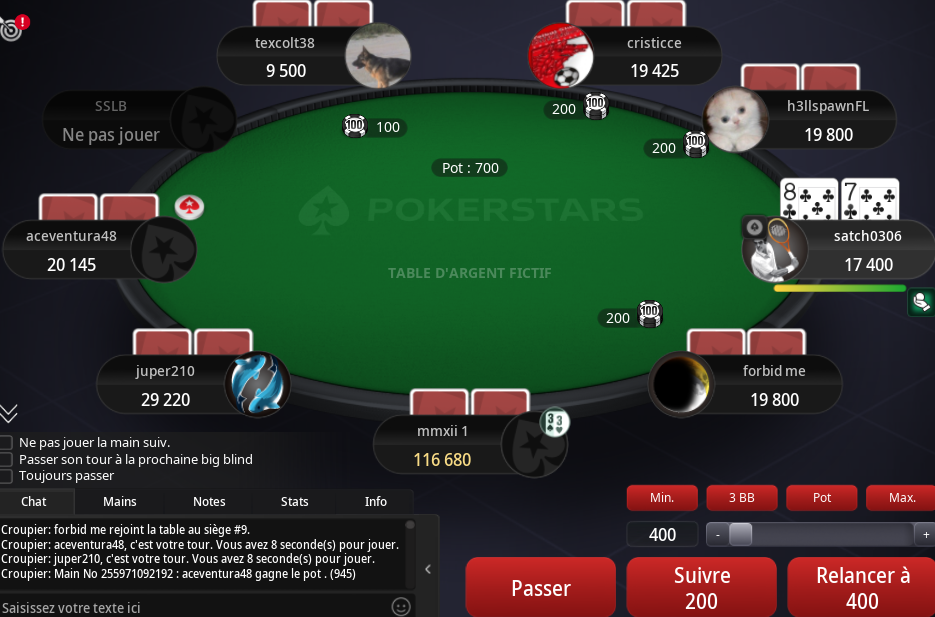 !
texcolt38
9 500
cristicce
19 425
SSLB
Ne pas jouer
h3llspawnFL
19 800
100
100
200
100
200
100
Pot : 700
POKERSTARS
8
7
aceventura48
20 145
satch0306
17 400
TABLE D'ARGENT FICTIF
200
100
juper210
29 220
forbid me
19 800
mmxii 1
116 680
3
3
Ne pas jouer la main suiv.
Passer son tour à la prochaine big blind
Toujours passer
Chat
Mains
Notes
Stats
Info
Min.
3 BB
Pot
Max.
Croupier: forbid me rejoint la table au siège #9.
Croupier: aceventura48, c'est votre tour. Vous avez 8 seconde(s) pour jouer.
Croupier: juper210, c'est votre tour. Vous avez 8 seconde(s) pour jouer.
Croupier: Main No 255971092192 : aceventura48 gagne le pot . (945)
400
-
+
Passer
Suivre
200
Relancer à
400
Saisissez votre texte ici